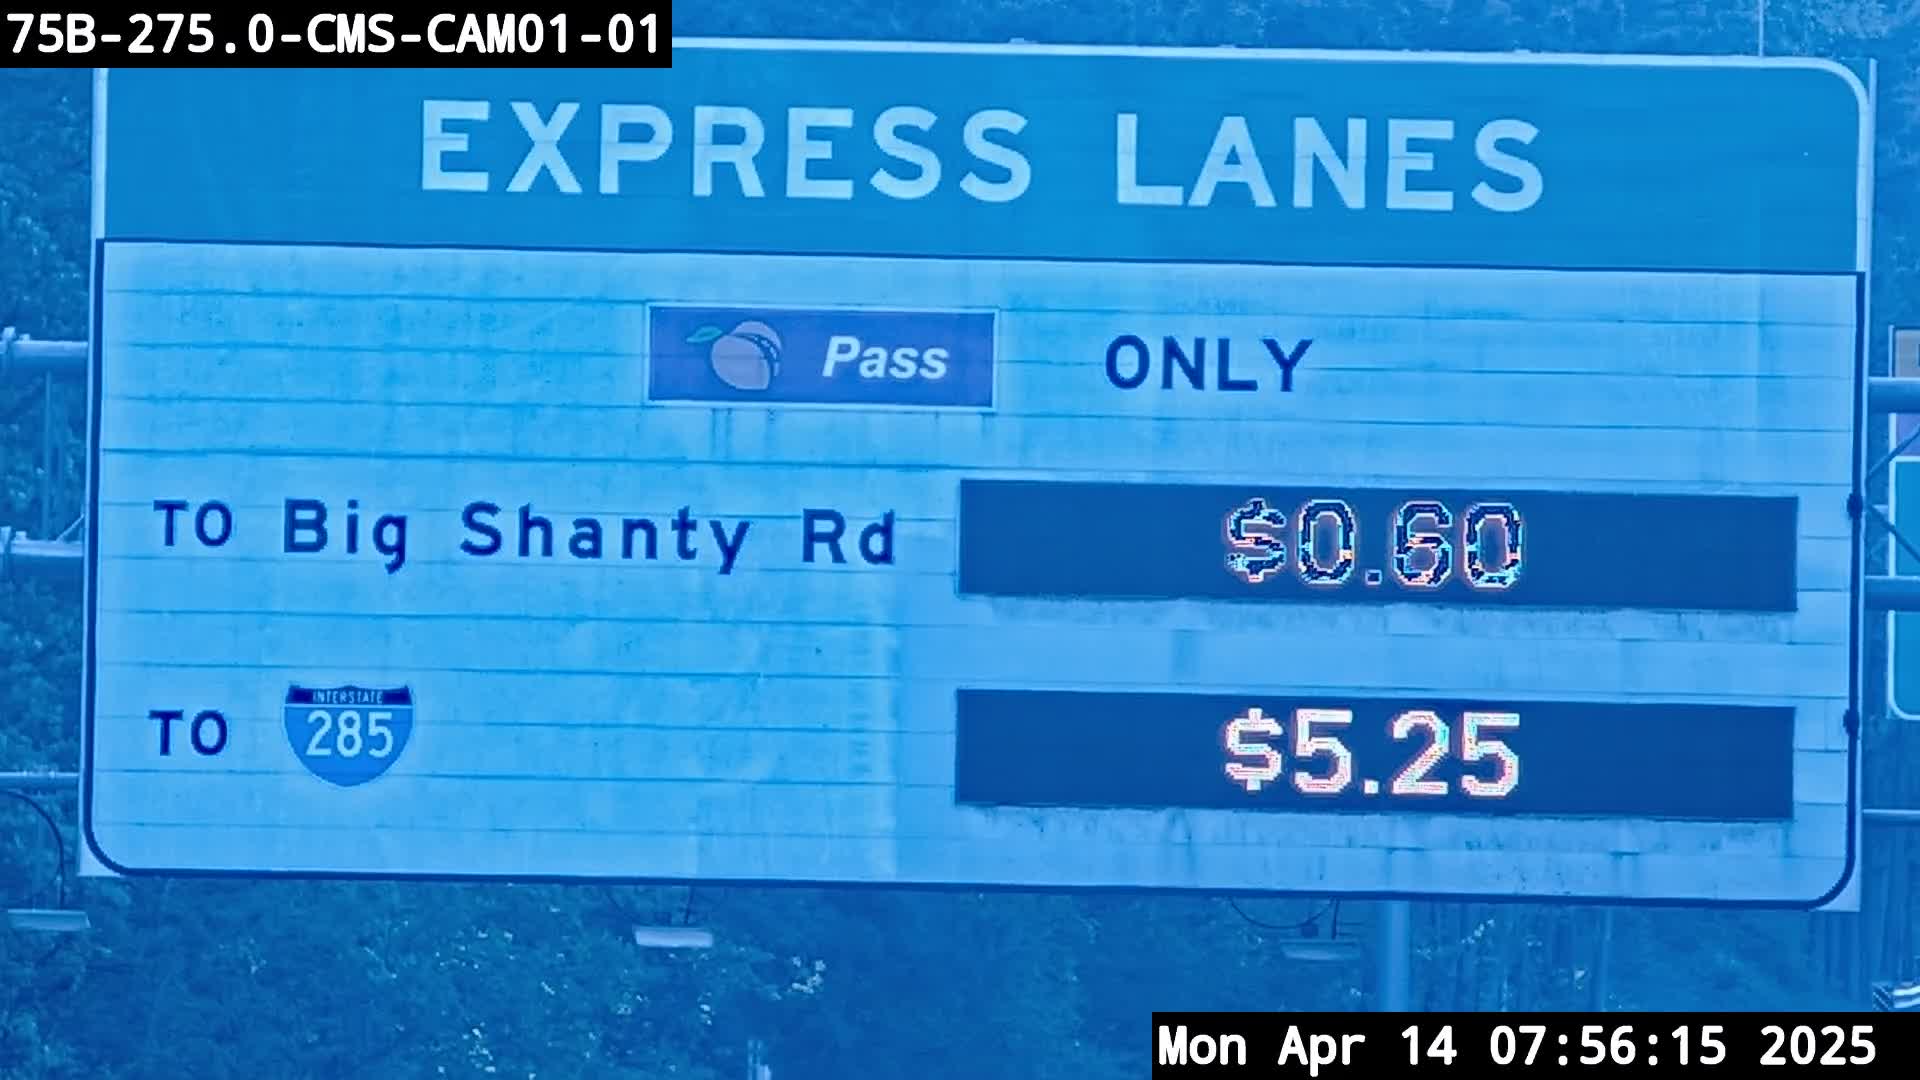 75B-275.0-CMS-CAM01-01
EXPRESS LANES
Pass ONLY
TO Big Shanty Rd $0.60
INTERSTATE
TO 285 $5.25
Mon Apr 14 07:56:15 2025